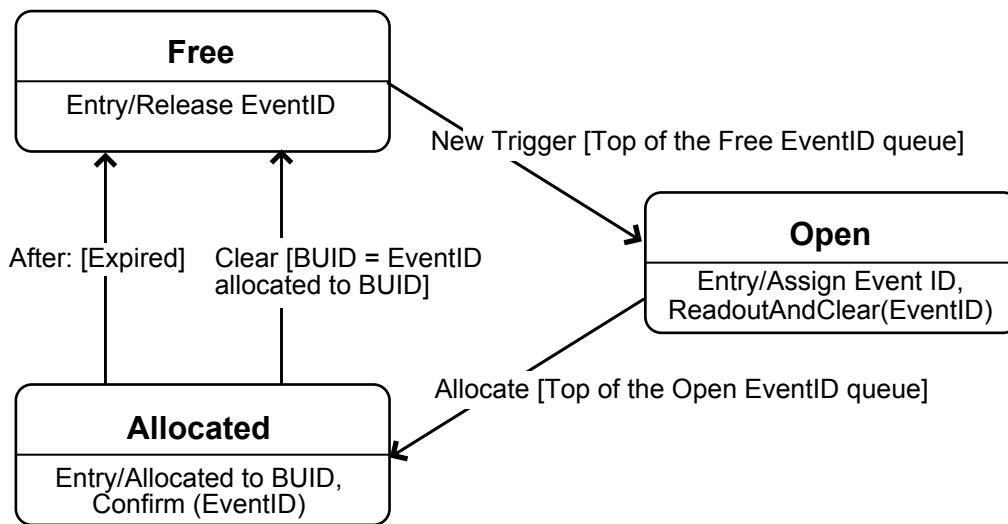 Free
Entry/Release EventID
New Trigger [Top of the Free EventID queue]
Open
Entry/Assign Event ID,
ReadoutAndClear(EventID)
After: [Expired]
Clear [BUID = EventID
allocated to BUID]
Allocate [Top of the Open EventID queue]
Allocated
Entry/Allocated to BUID,
Confirm (EventID)